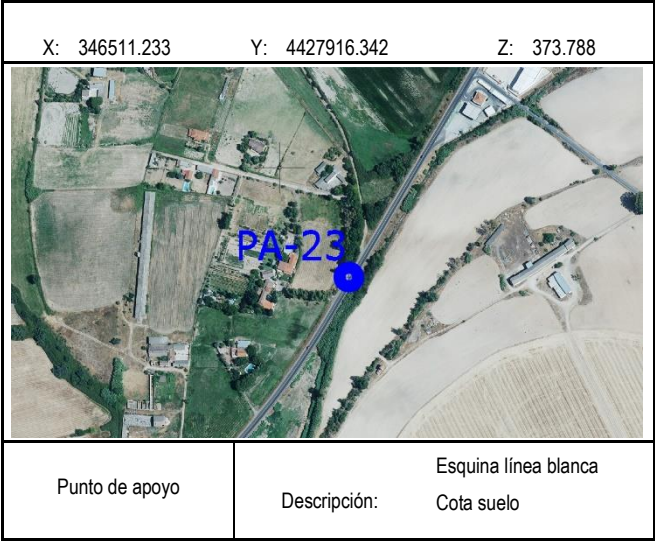 X: 346511.233 Y: 4427916.342 Z: 373.788
PA-23
Punto de apoyo
Descripción:
Esquina línea blanca
Cota suelo